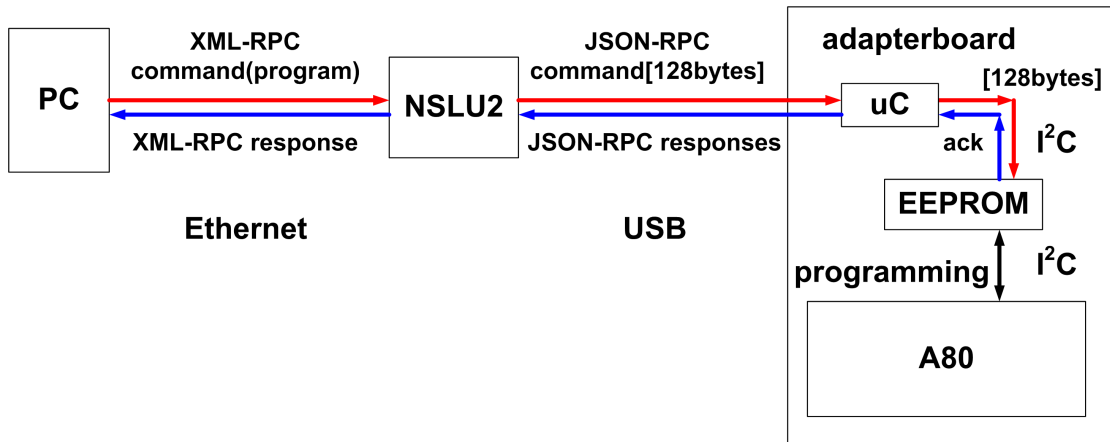 XML-RPC
command(program)
PC
XML-RPC response
Ethernet
NSLU2
JSON-RPC
command[128bytes]
JSON-RPC responses
USB
adapterboard
[128bytes]
uC
ack
I²C
EEPROM
programming
I²C
A80